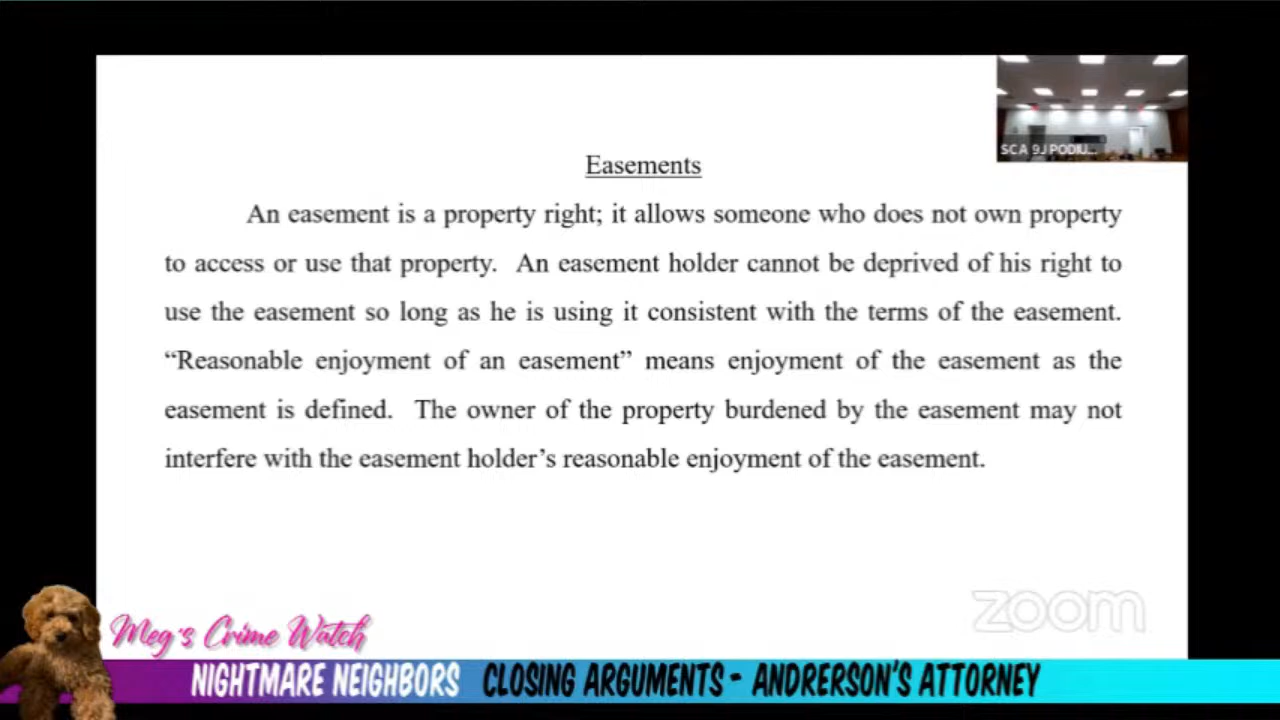 SCA 9J PODIU...
Easements
An easement is a property right; it allows someone who does not own property
to access or use that property. An easement holder cannot be deprived of his right to
use the easement so long as he is using it consistent with the terms of the easement.
“Reasonable enjoyment of an easement” means enjoyment of the easement as the
easement is defined. The owner of the property burdened by the easement may not
interfere with the easement holder’s reasonable enjoyment of the easement.
zoom
Meg's Crime Watch
NIGHTMARE NEIGHBORS CLOSING ARGUMENTS - ANDRERSON'S ATTORNEY